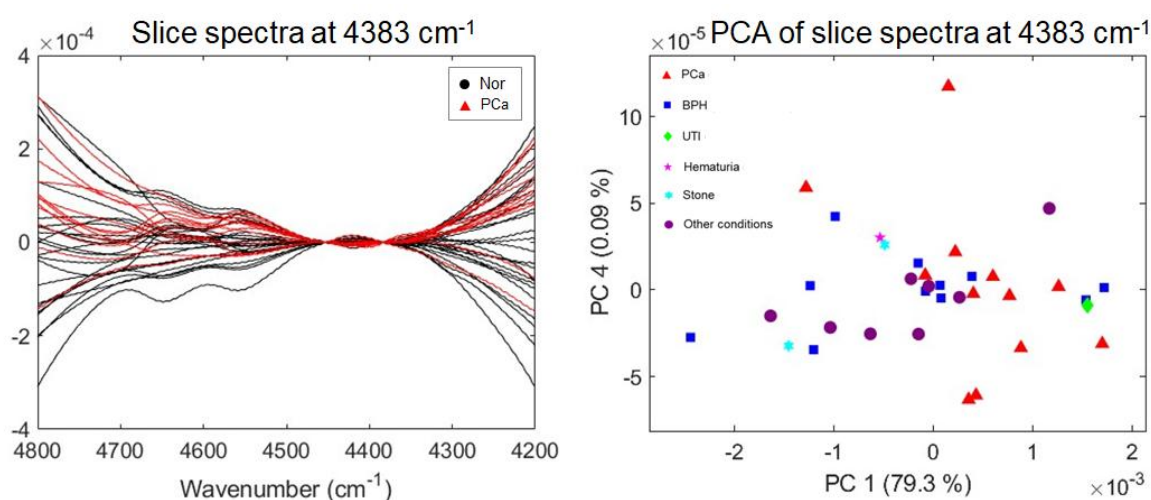 Slice spectra at 4383 cm-1
×10-4
4
2
0
-2
-4
Nor
PCa
4800
4700
4600
4500
4400
4300
4200
Wavenumber (cm-1)
PCA of slice spectra at 4383 cm-1
×10-5
PC 4 (0.09 %)
10
5
0
-5
PCa
BPH
UTI
Hematuria
Stone
Other conditions
-2
-1
0
1
2
×10-3
PC 1 (79.3 %)